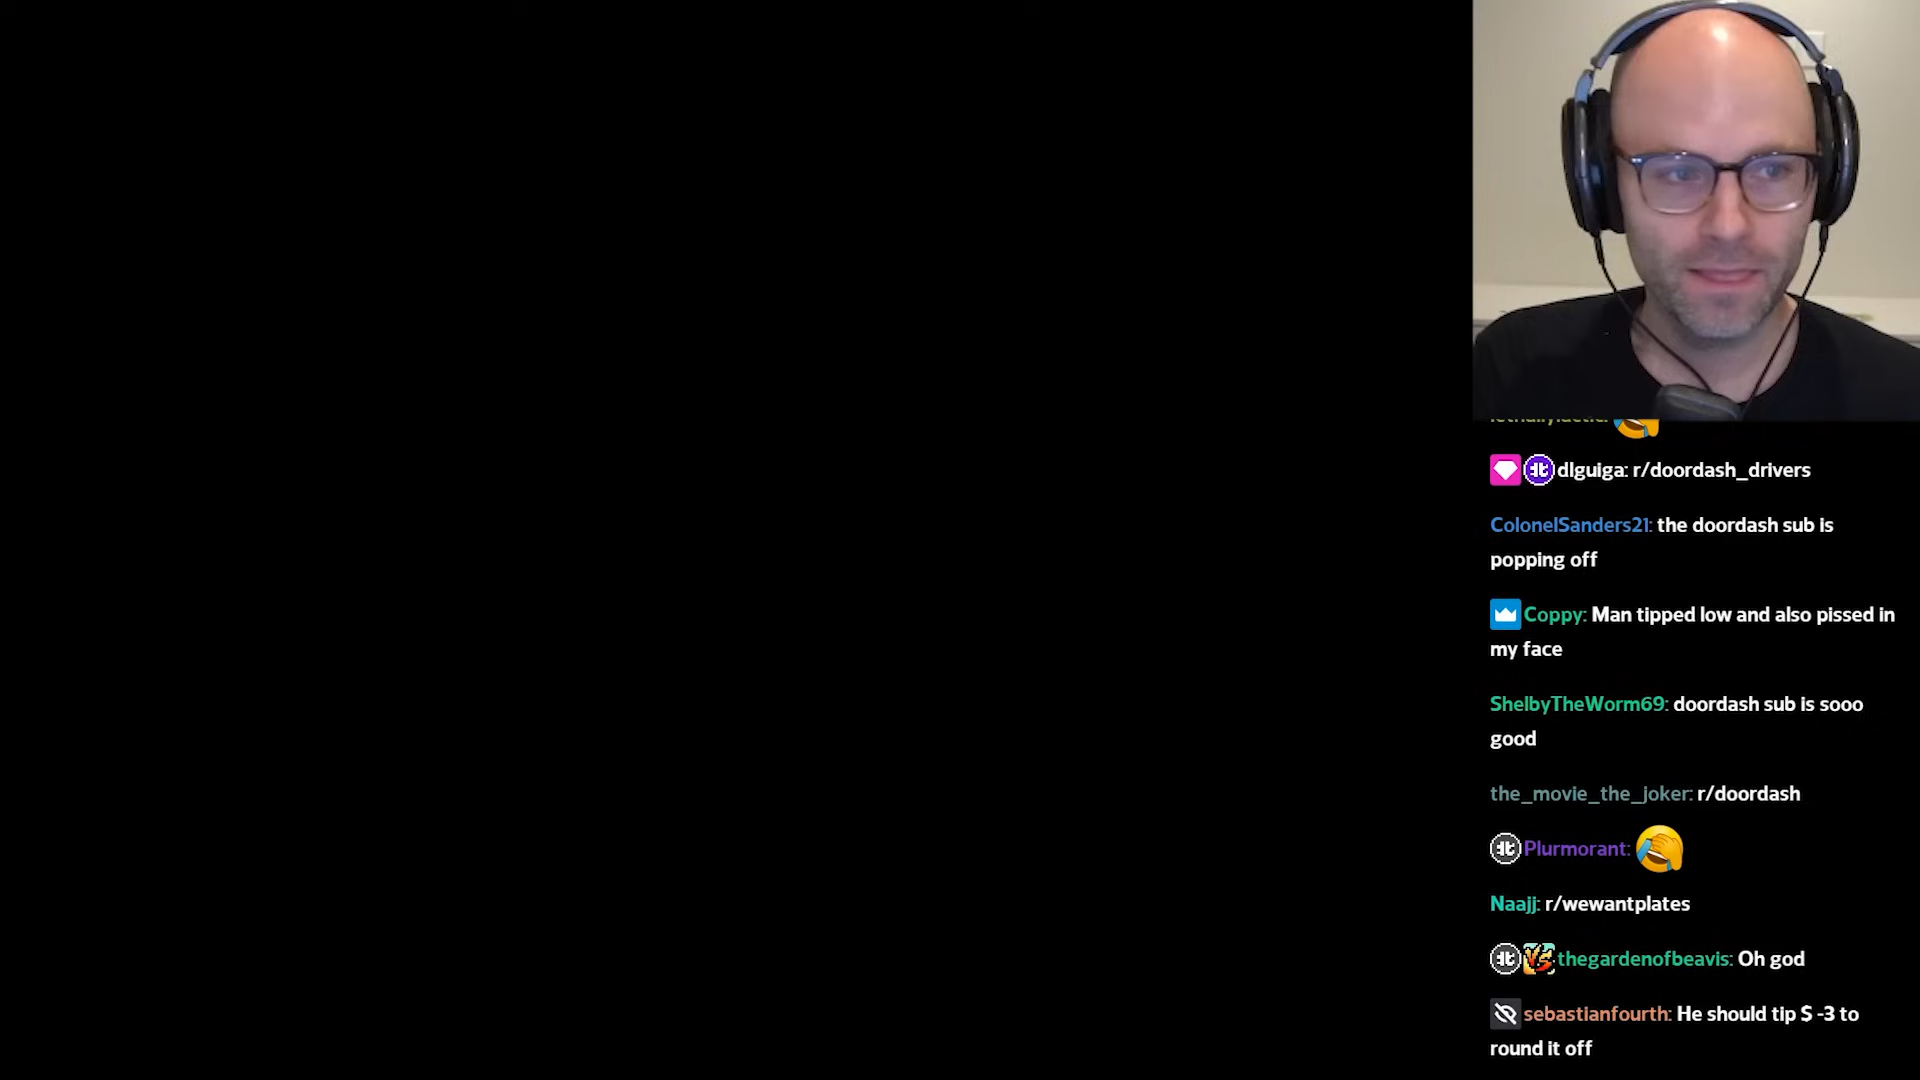 dlguiga: r/doordash_drivers
ColonelSanders21: the doordash sub is
popping off
Coppy: Man tipped low and also pissed in
my face
ShelbyTheWorm69: doordash sub is sooo
good
the_movie_the_joker: r/doordash
Plurmorant:
Naajj: r/wewantplates
thegardenofbeavis: Oh god
sebastianfourth: He should tip $ -3 to
round it off